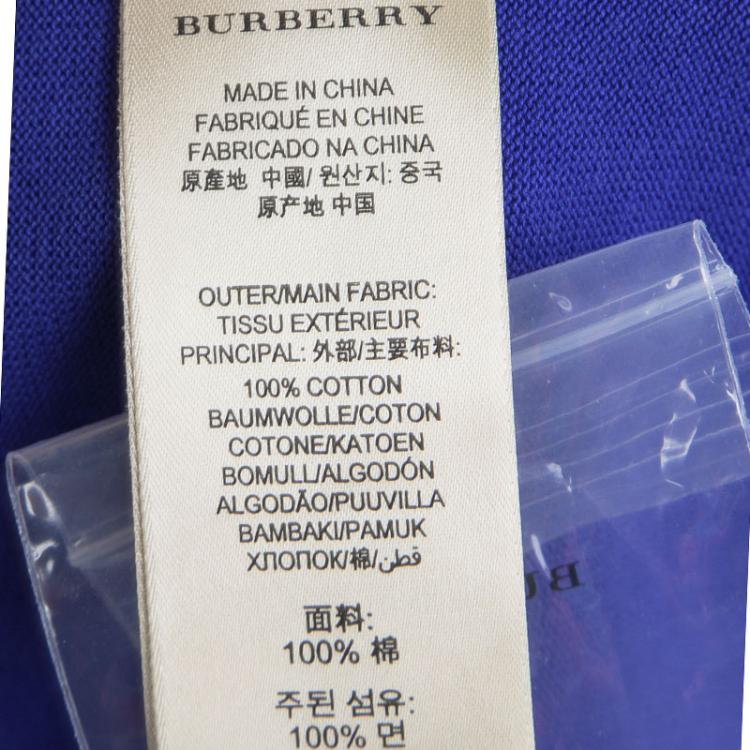 BURBERRY
MADE IN CHINA
FABRIQUÉ EN CHINE
FABRICADO NA CHINA
原產地 中國/ 원산지: 중국
原产地 中国
OUTER/MAIN FABRIC:
TISSU EXTÉRIEUR
PRINCIPAL: 外部/主要布料:
100% COTTON
BAUMWOLLE/COTON
COTONE/KATOEN
BOMULL/ALGODÓN
ALGODÃO/PUUVILLA
BAMBAKI/PAMUK
ХЛОПОК/棉/قطن
面料:
100% 棉
주된 섬유:
100% 면